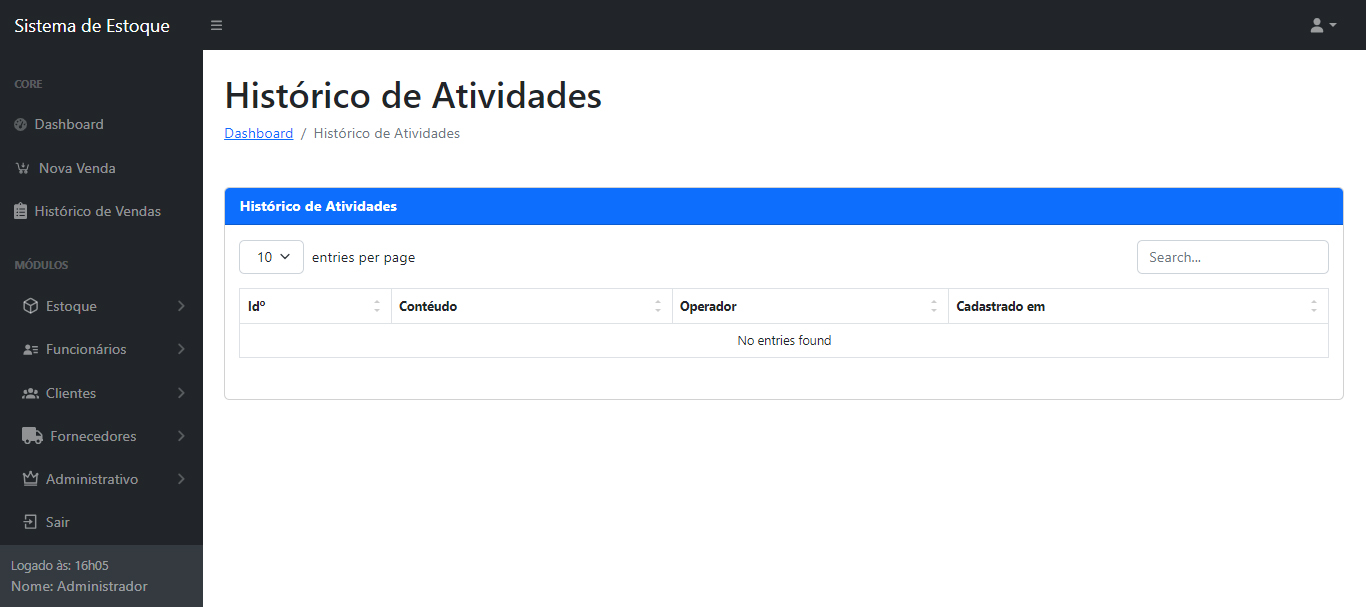 Sistema de Estoque
CORE
Dashboard
Nova Venda
Histórico de Vendas
MÓDULOS
Estoque
Funcionários
Clientes
Fornecedores
Administrativo
Sair
Logado às: 16h05
Nome: Administrador
Histórico de Atividades
Dashboard / Histórico de Atividades
Histórico de Atividades
10 entries per page
Search...
Idº Contéudo Operador Cadastrado em
No entries found